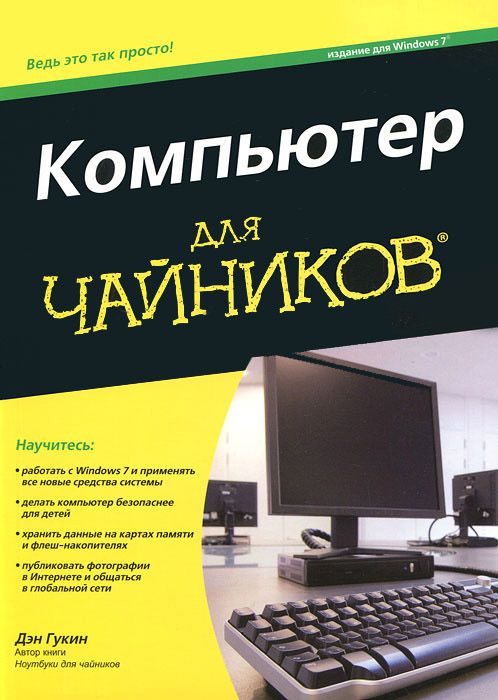 Ведь это так просто!
издание для Windows 7®
Компьютер
для
ЧАЙНИКОВ®
Научитесь:
• работать с Windows 7 и применять
все новые средства системы
• делать компьютер безопаснее
для детей
• хранить данные на картах памяти
и флеш-накопителях
• публиковать фотографии
в Интернете и общаться
в глобальной сети
Дэн Гукин
Автор книги
Ноутбуки для чайников